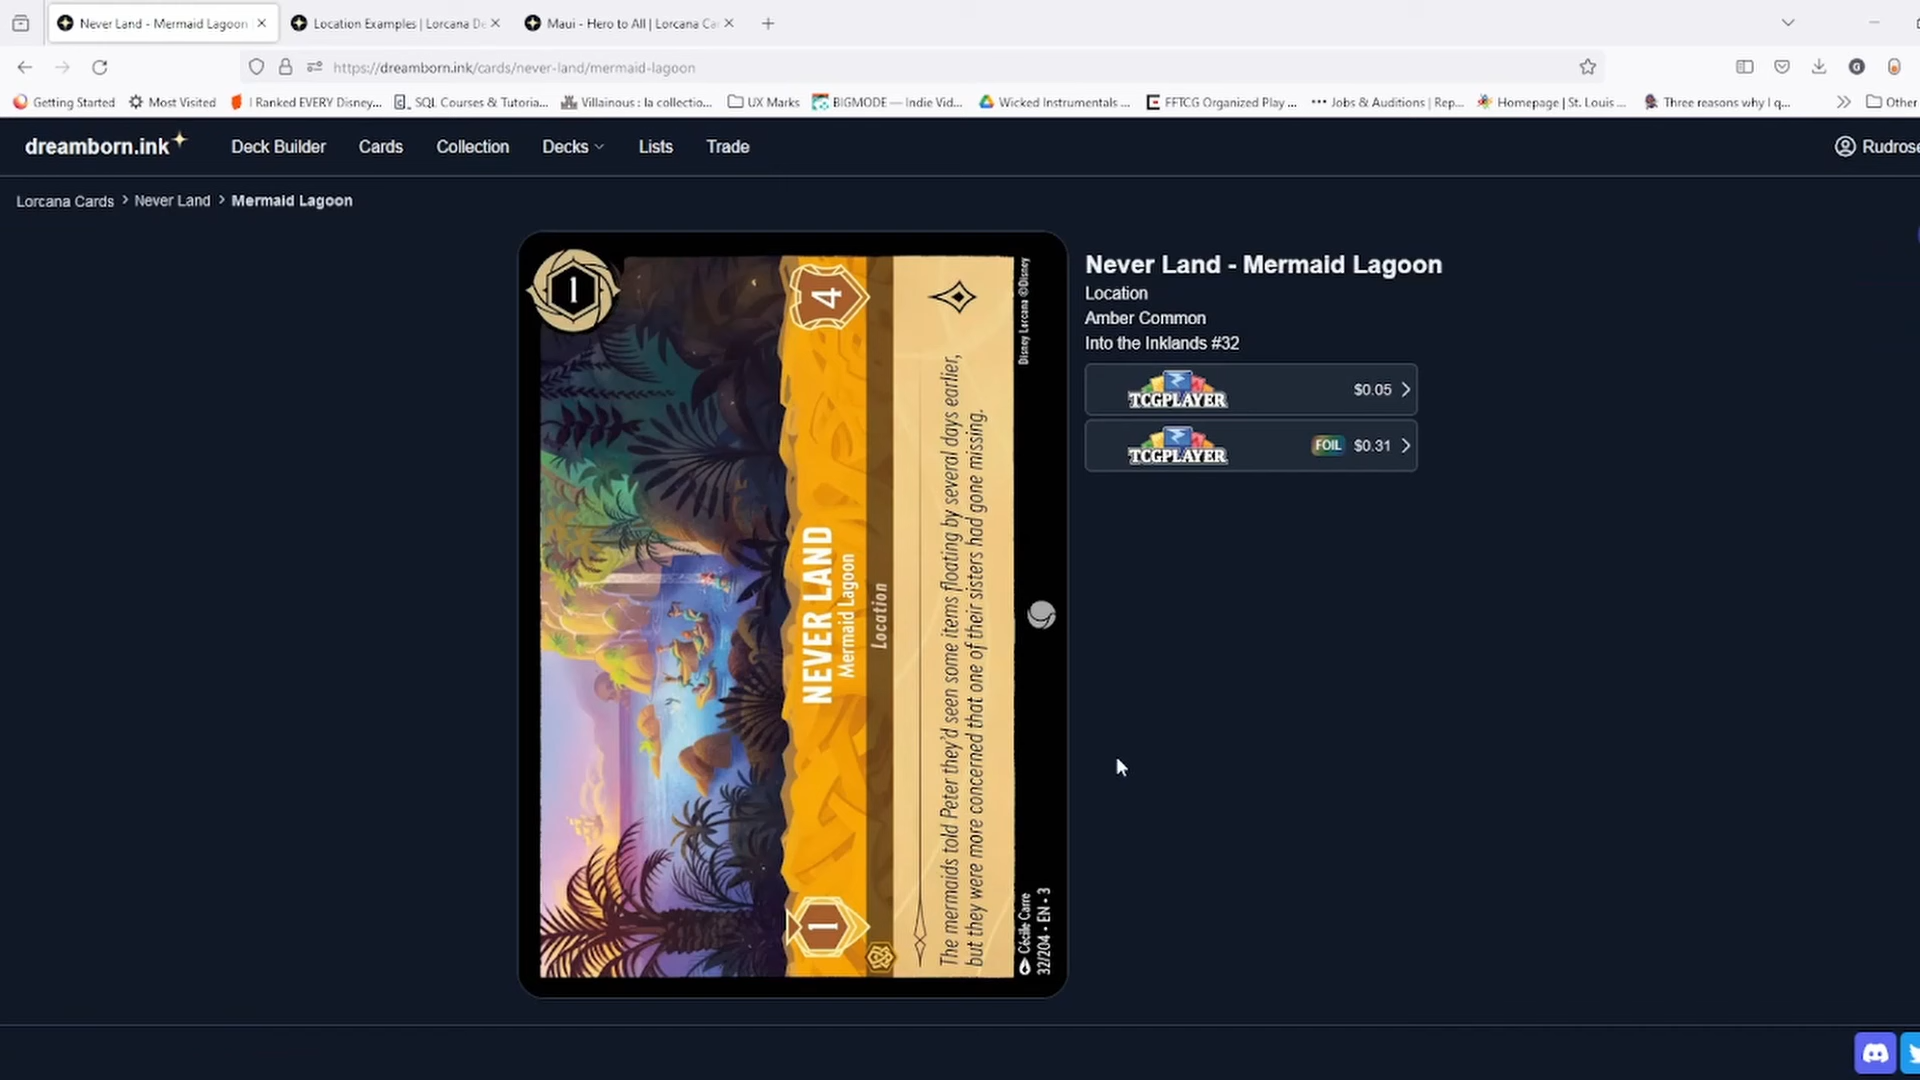 Never Land - Mermaid Lagoon
Location Examples | Lorcana De
Maui - Hero to All | Lorcana Car
https://dreamborn.ink/cards/never-land/mermaid-lagoon
Getting Started
Most Visited
I Ranked EVERY Disney...
SQL Courses & Tutoria...
Villainous : la collectio...
UX Marks
BIGMODE — Indie Vid...
Wicked Instrumentals ...
FFTCG Organized Play ...
Jobs & Auditions | Rep...
Homepage | St. Louis ...
Three reasons why I q...
Other
dreamborn.ink
Deck Builder
Cards
Collection
Decks
Lists
Trade
Rudrose
Lorcana Cards > Never Land > Mermaid Lagoon
1
4
NEVER LAND
Mermaid Lagoon
Location
1
The mermaids told Peter they'd seen some items floating by several days earlier,
but they were more concerned that one of their sisters had gone missing.
Cécile Carre
32/204 • EN • 3
Disney Lorcana ©Disney
Never Land - Mermaid Lagoon
Location
Amber Common
Into the Inklands #32
TCGPLAYER $0.05
TCGPLAYER FOIL $0.31